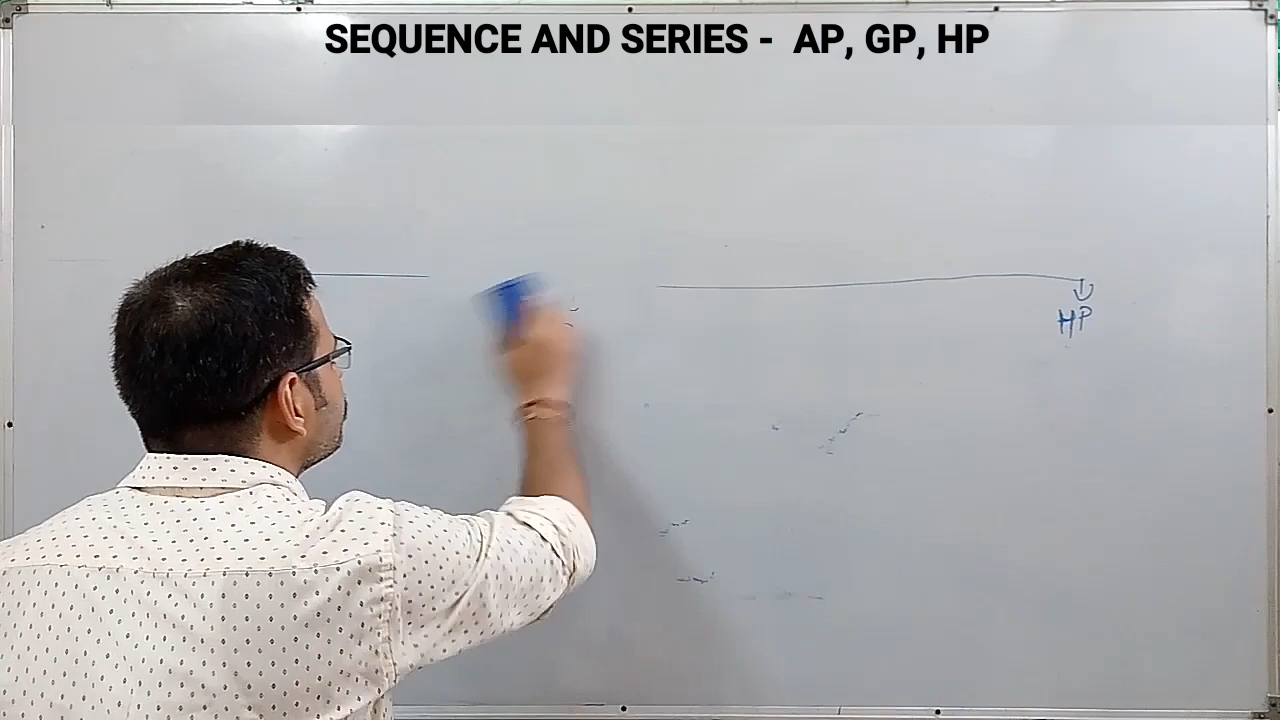 SEQUENCE AND SERIES - AP, GP, HP
HP